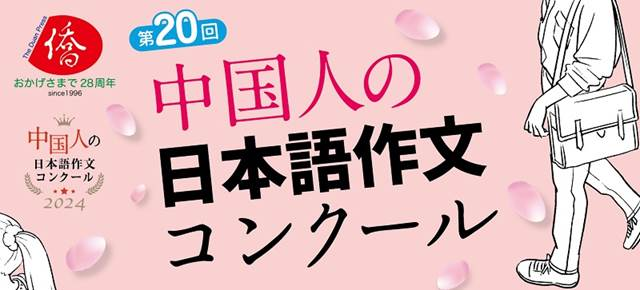 The Duan Press
僑
おかげさまで28周年
since1996
中国人の
日本語作文
コンクール
2024
第20回
中国人の
日本語作文
コンクール